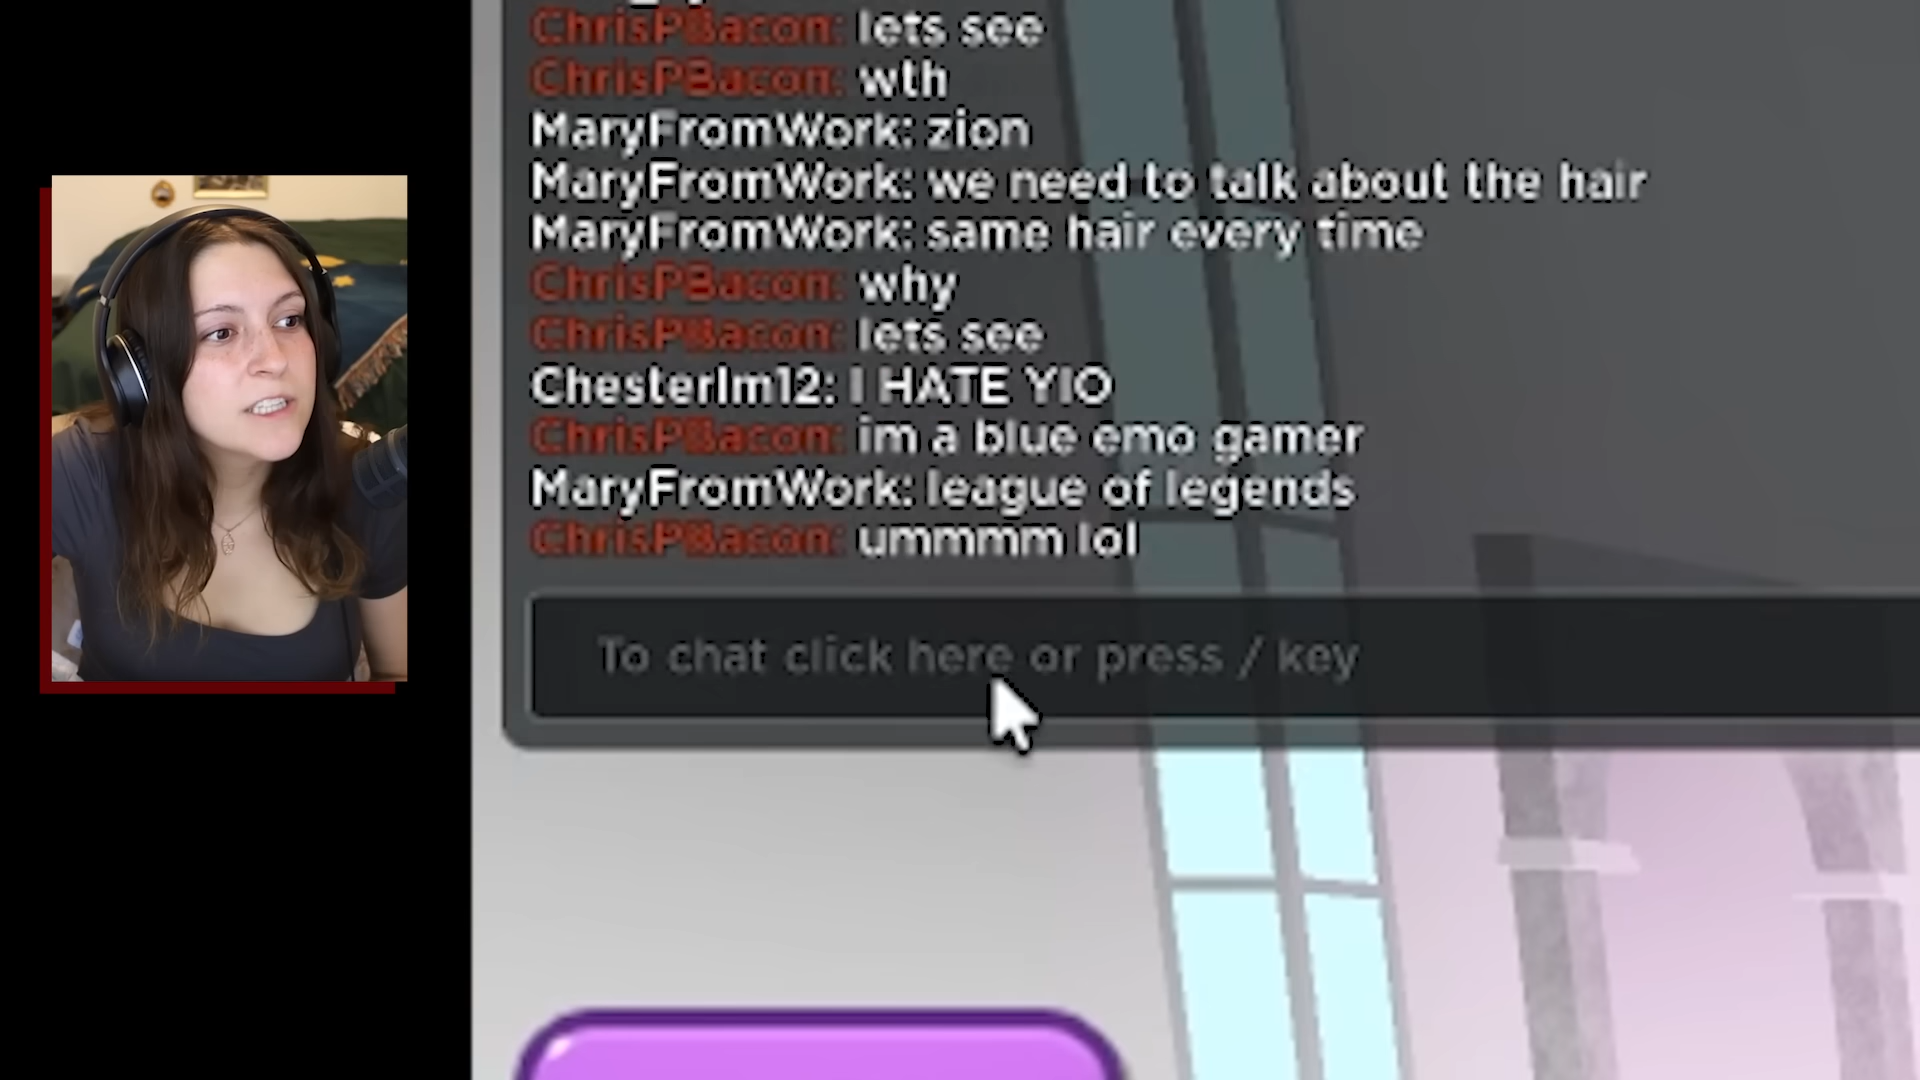 ChrisPBacon: lets see
ChrisPBacon: wth
MaryFromWork: zion
MaryFromWork: we need to talk about the hair
MaryFromWork: same hair every time
ChrisPBacon: why
ChrisPBacon: lets see
ChesterIm12: I HATE YIO
ChrisPBacon: im a blue emo gamer
MaryFromWork: league of legends
ChrisPBacon: ummmm lol
To chat click here or press / key